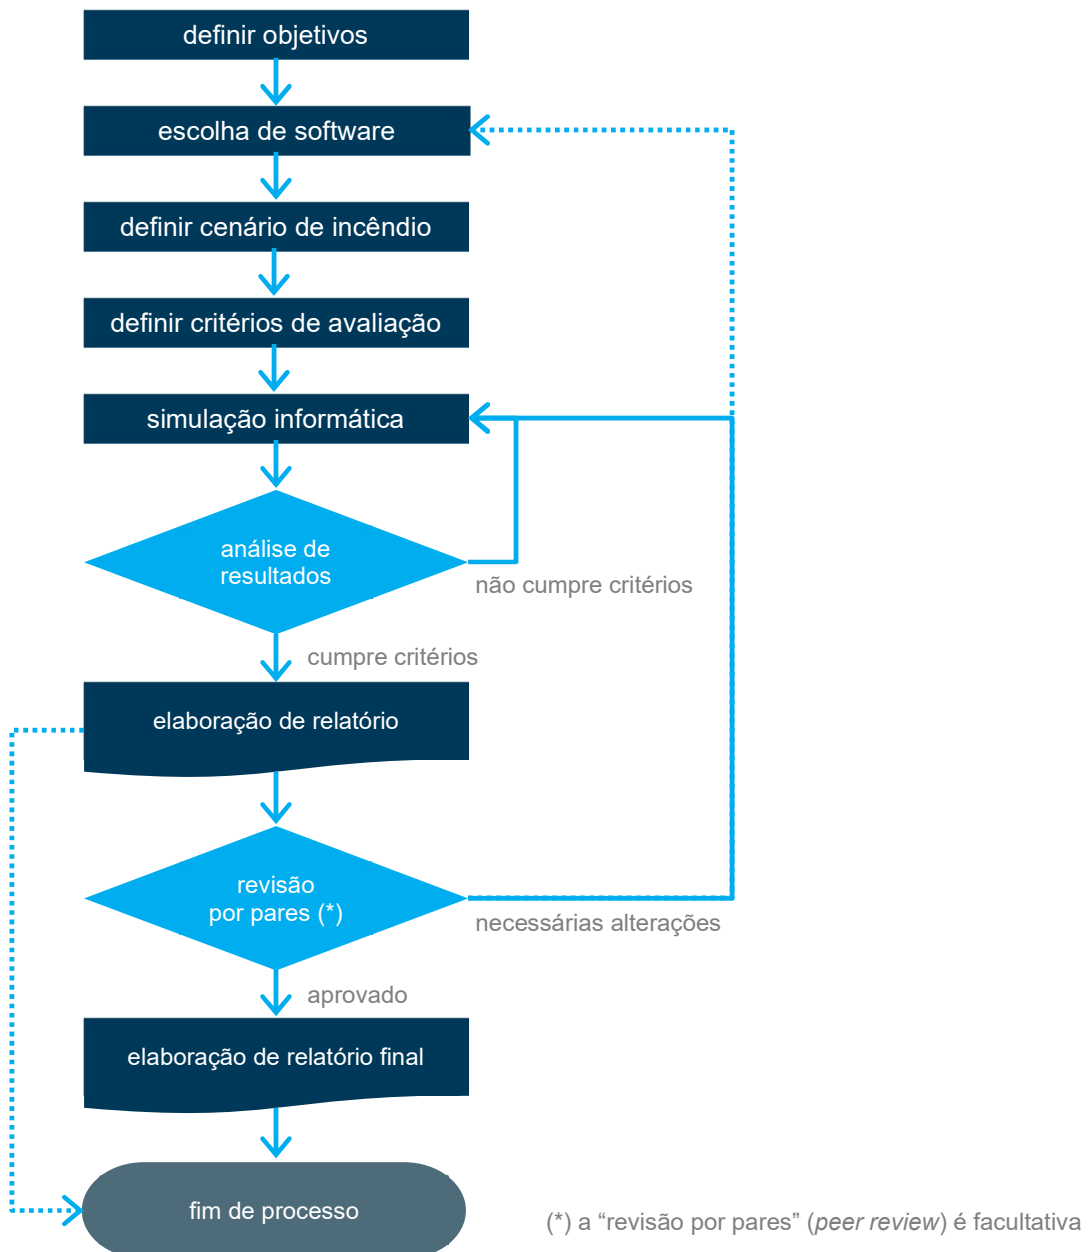 definir objetivos
escolha de software
definir cenário de incêndio
definir critérios de avaliação
simulação informática
análise de
resultados
não cumpre critérios
cumpre critérios
elaboração de relatório
revisão
por pares (*)
necessárias alterações
aprovado
elaboração de relatório final
fim de processo
(*) a “revisão por pares” (peer review) é facultativa